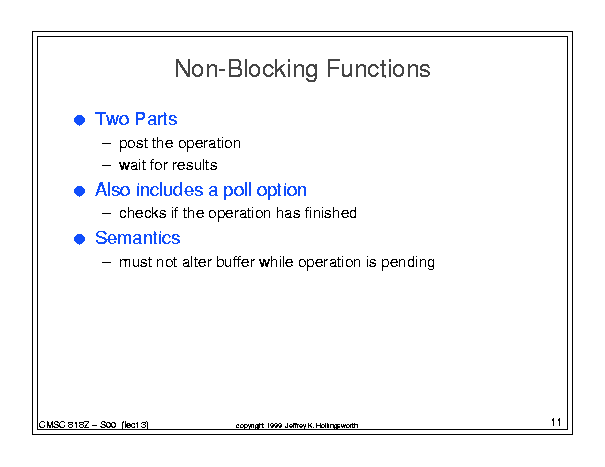 Non-Blocking Functions
● Two Parts
– post the operation
– wait for results
● Also includes a poll option
– checks if the operation has finished
● Semantics
– must not alter buffer while operation is pending
CMSC 818Z – S00 (lect 3)
copyright 1999 Jeffrey K. Hollingsworth
11